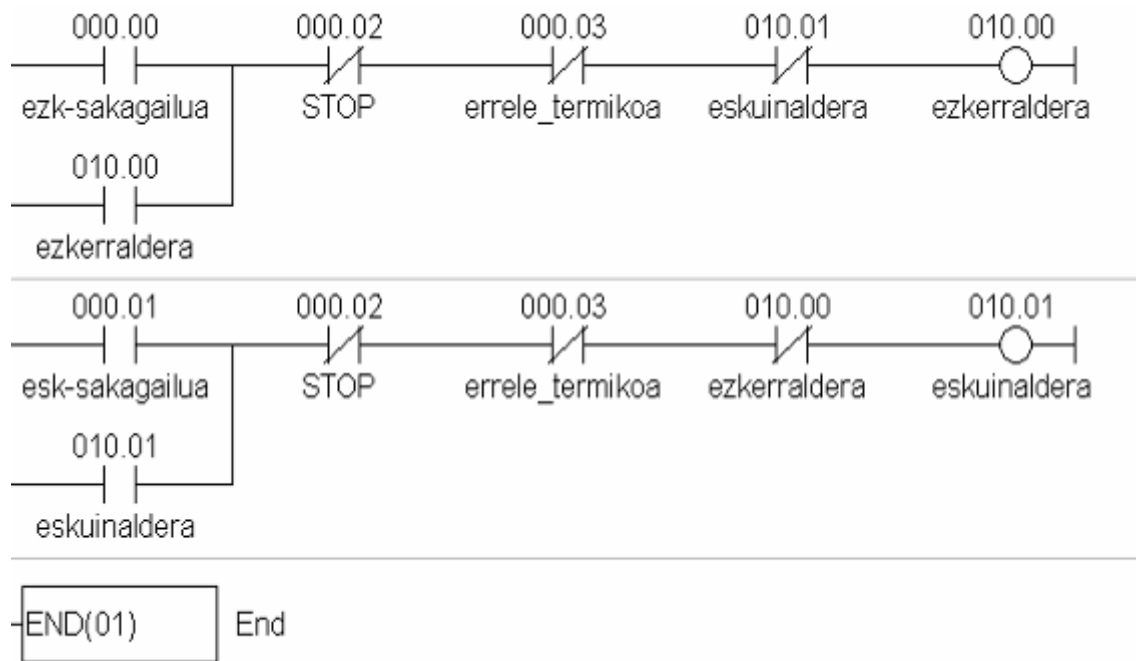 000.00 000.02 000.03 010.01 010.00
ezk-sakagailua STOP errele_termikoa eskuinaldera ezkerraldera
010.00
ezkerraldera
000.01 000.02 000.03 010.00 010.01
esk-sakagailua STOP errele_termikoa ezkerraldera eskuinaldera
010.01
eskuinaldera
END(01) End